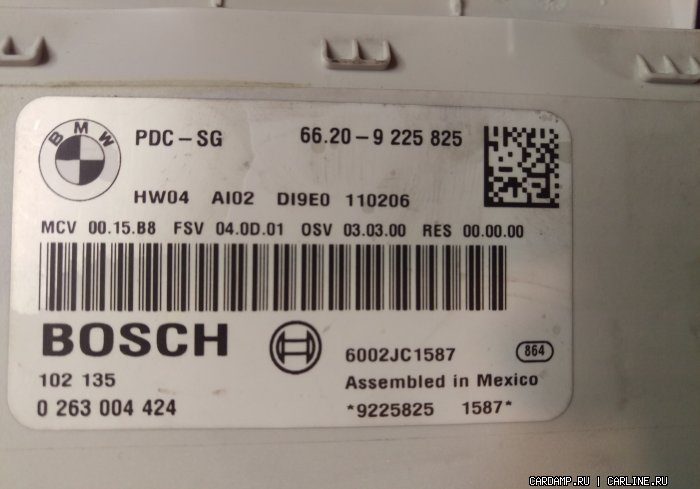 BMW
PDC-SG 66.20-9 225 825
HW04 AI02 DI9E0 110206
MCV 00.15.B8 FSV 04.0D.01 OSV 03.03.00 RES 00.00.00
BOSCH
6002JC1587 864
102 135 Assembled in Mexico
0 263 004 424 *9225825 1587*
CARDAMP.RU | CARLINE.RU